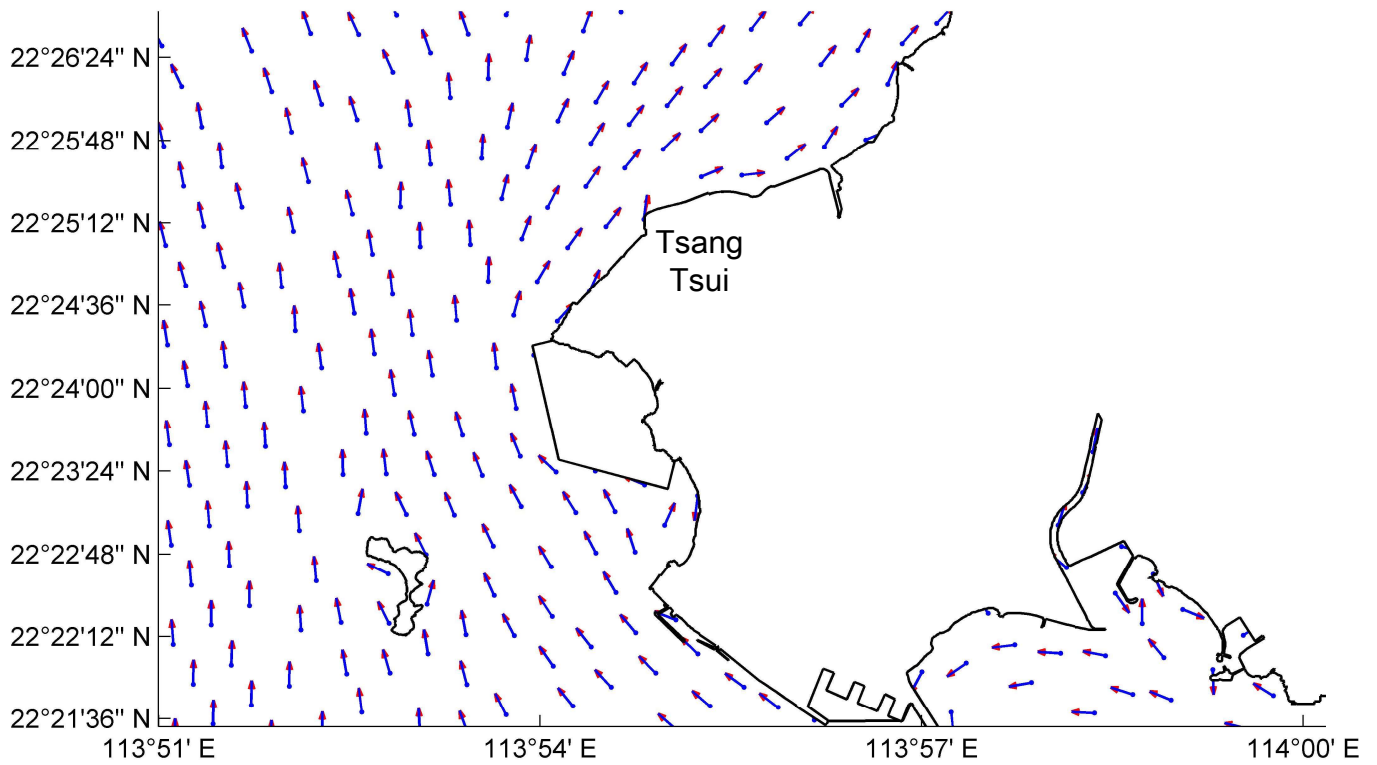 22°26'24" N
22°25'48" N
22°25'12" N
Tsang
Tsui
22°24'36" N
22°24'00" N
22°23'24" N
22°22'48" N
22°22'12" N
22°21'36" N
113°51' E
113°54' E
113°57' E
114°00' E